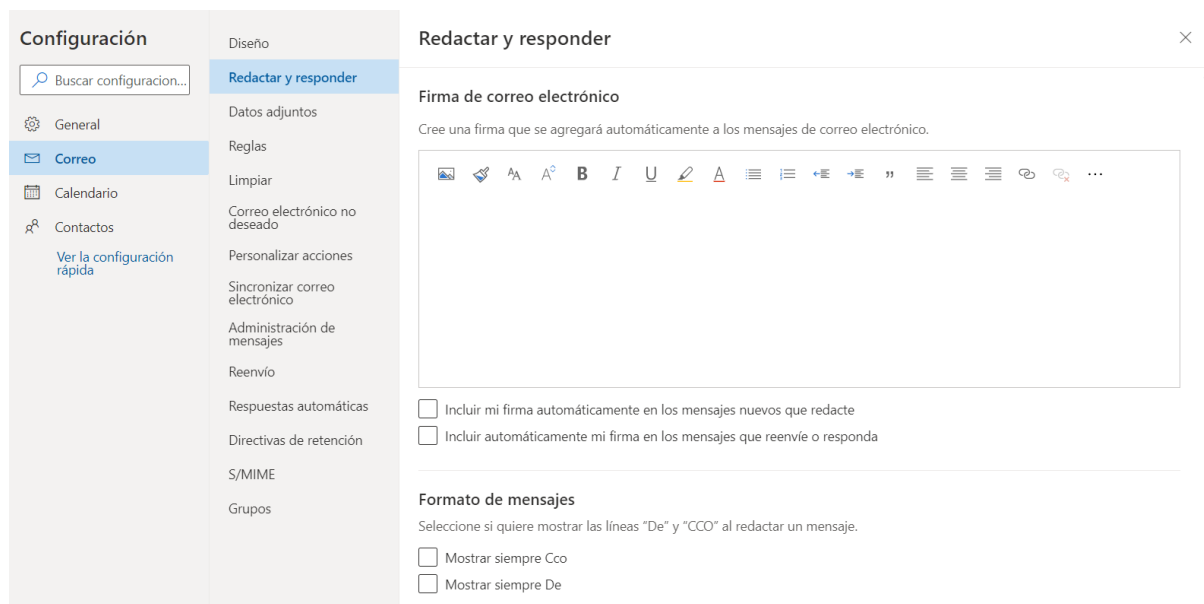 Configuración
Buscar configuracion...
General
Correo
Calendario
Contactos
Ver la configuración
rápida
Diseño
Redactar y responder
Datos adjuntos
Reglas
Limpiar
Correo electrónico no
deseado
Personalizar acciones
Sincronizar correo
electrónico
Administración de
mensajes
Reenvío
Respuestas automáticas
Directivas de retención
S/MIME
Grupos
Redactar y responder
Firma de correo electrónico
Cree una firma que se agregará automáticamente a los mensajes de correo electrónico.
Incluir mi firma automáticamente en los mensajes nuevos que redacte
Incluir automáticamente mi firma en los mensajes que reenvíe o responda
Formato de mensajes
Seleccione si quiere mostrar las líneas "De" y "CCO" al redactar un mensaje.
Mostrar siempre Cco
Mostrar siempre De